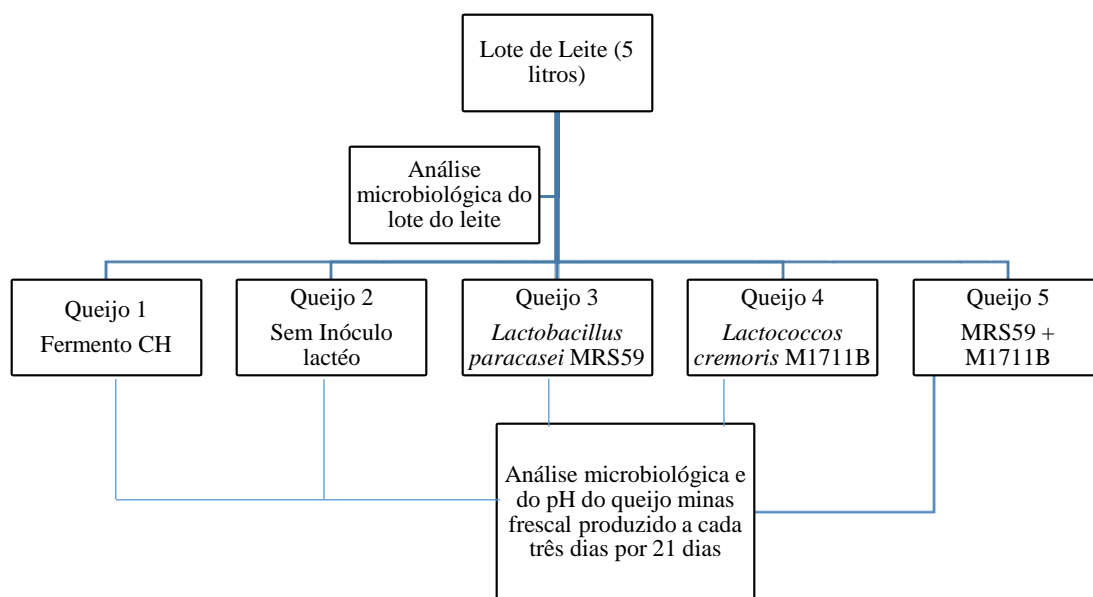 Lote de Leite (5
litros)
Análise
microbiológica do
lote do leite
Queijo 1
Fermento CH
Queijo 2
Sem Inóculo
lactéo
Queijo 3
Lactobacillus
paracasei MRS59
Queijo 4
Lactococcos
cremoris M1711B
Queijo 5
MRS59 +
M1711B
Análise microbiológica e
do pH do queijo minas
frescal produzido a cada
três dias por 21 dias